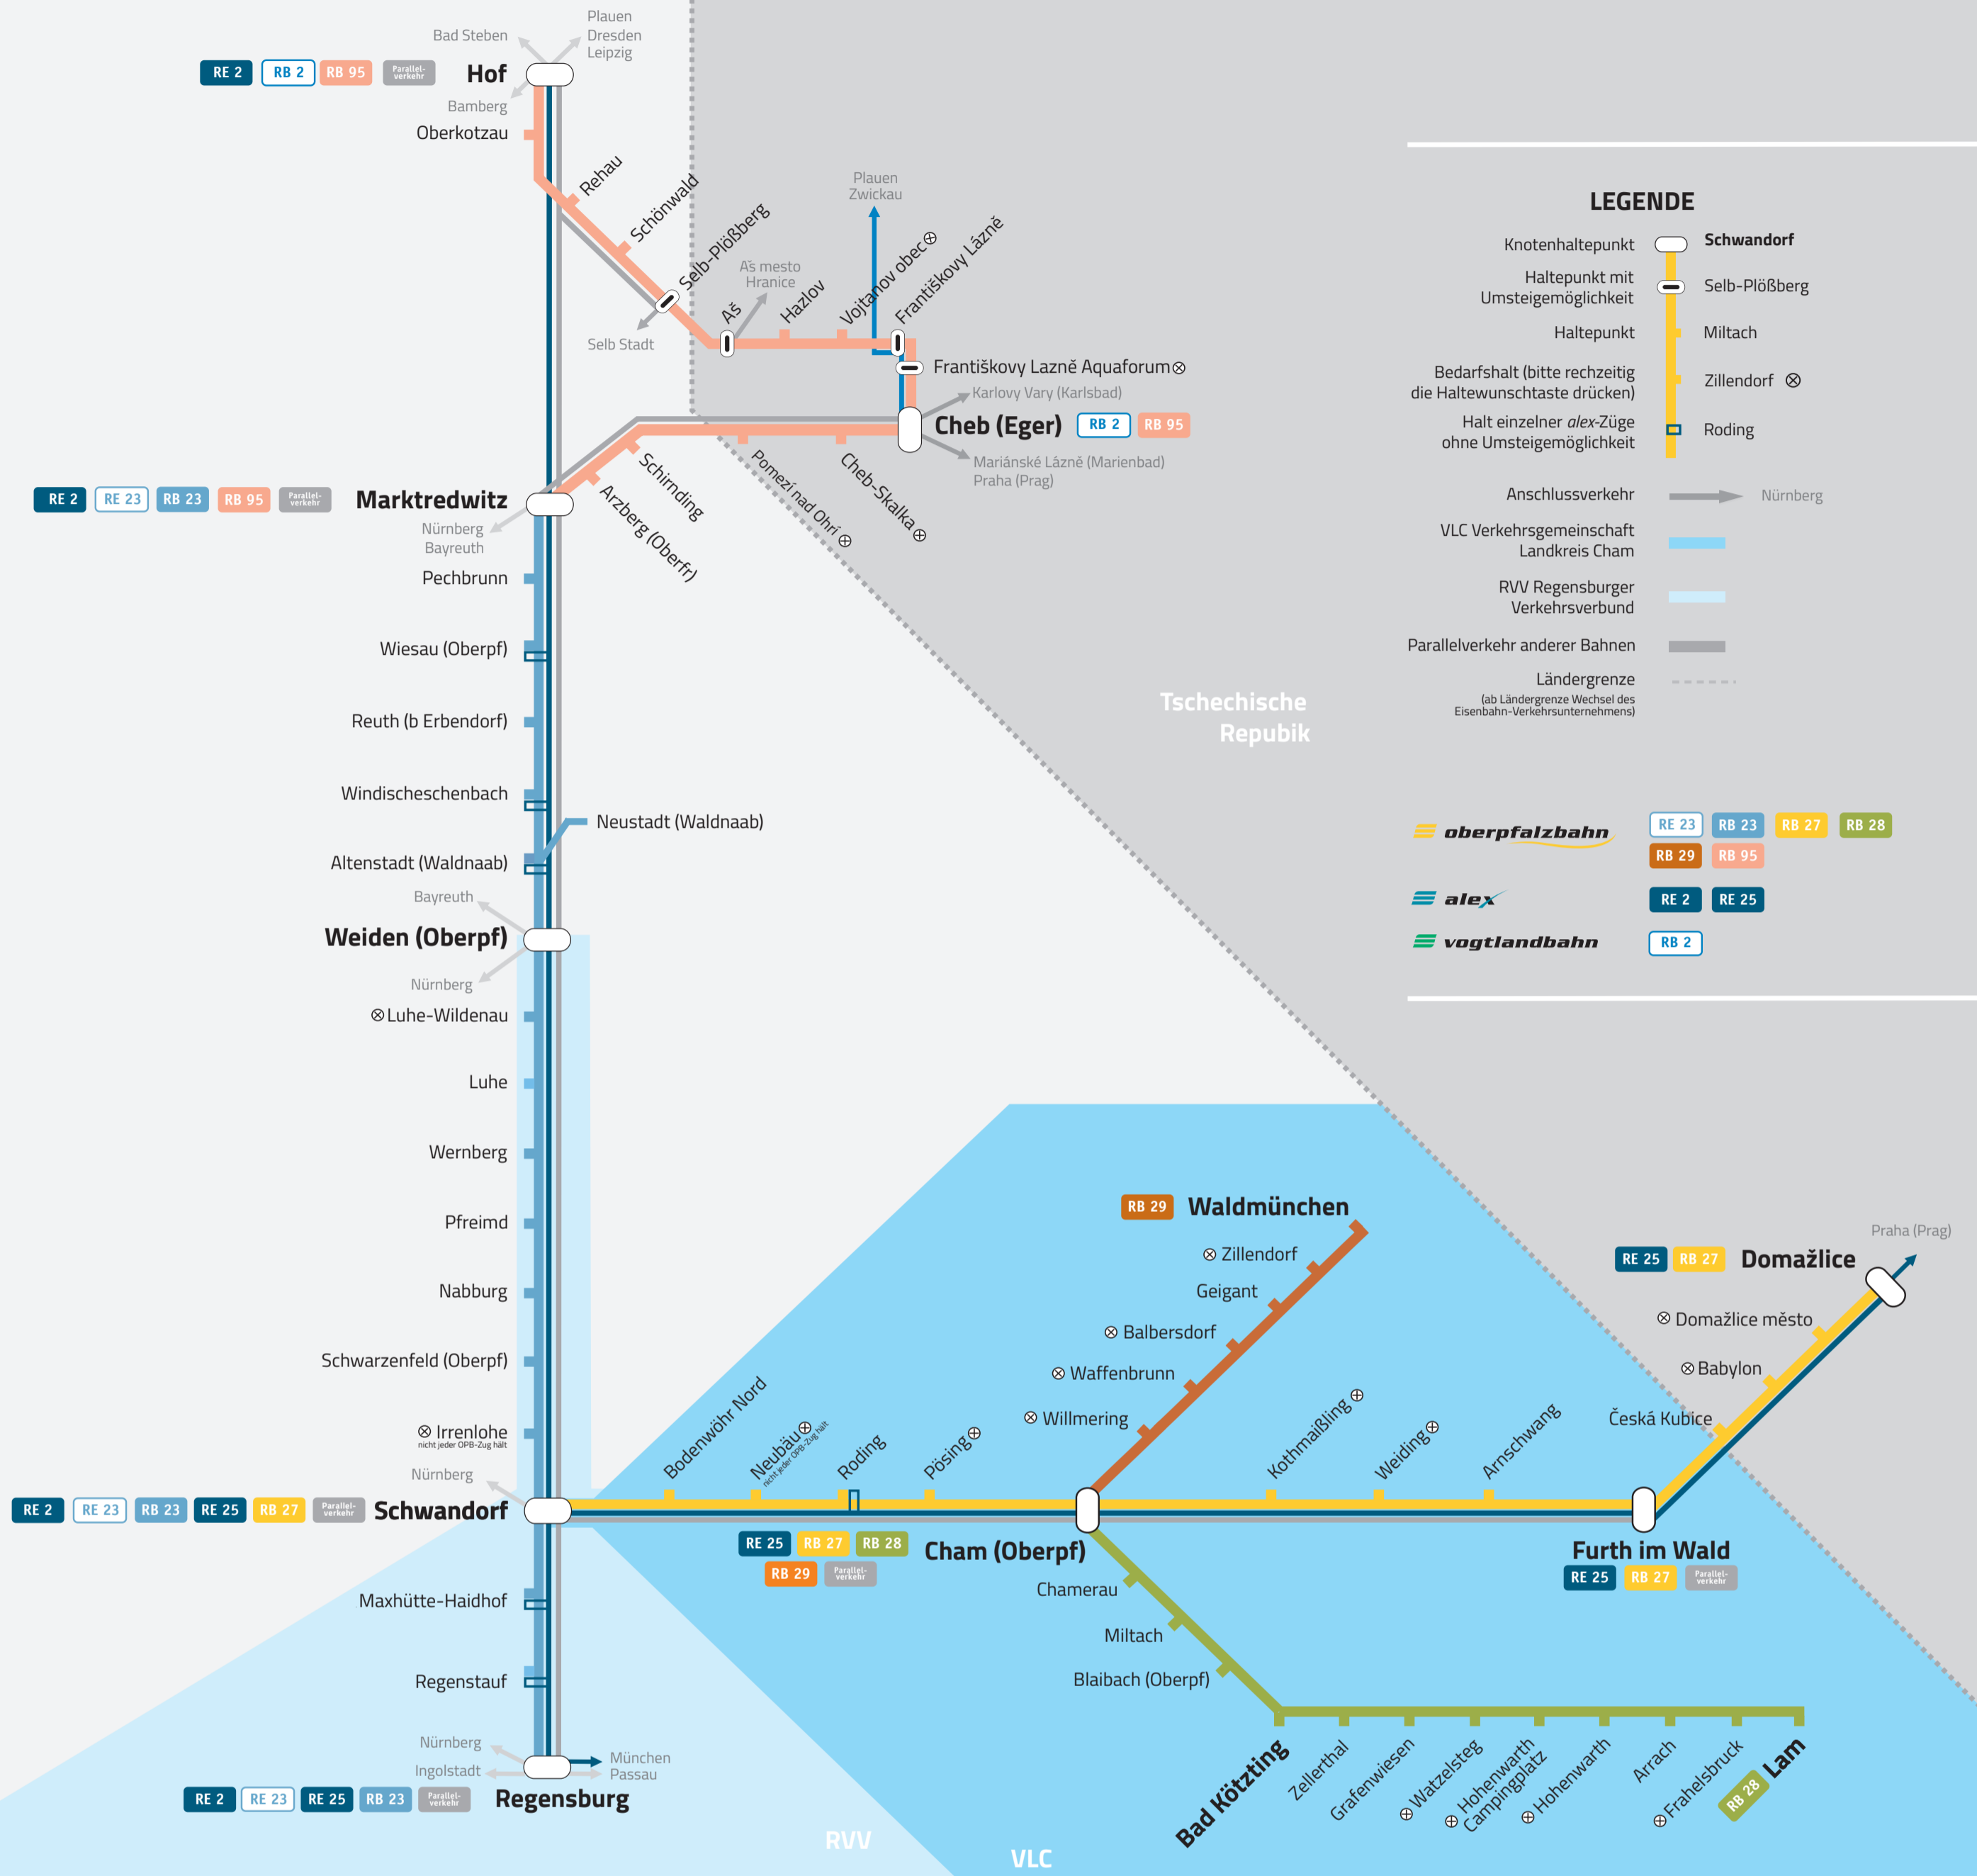 Plauen
Dresden
Leipzig
Bad Steben
RE 2
RB 2
RB 95
Parallel-
verkehr
Hof
Bamberg
Oberkotzau
Rehau
Schönwald
Selb-Plößberg
Selb Stadt
Aš
Aš mesto
Hranice
Hazlov
Vojtanov obec
Plauen
Zwickau
Františkovy Lázně
Františkovy Lazně Aquaforum
Karlovy Vary (Karlsbad)
Cheb (Eger)
RB 2
RB 95
Mariánské Lázně (Marienbad)
Praha (Prag)
Pomezí nad Ohří
Cheb-Skalka
Schirnding
Arzberg (Oberfr)
RE 2
RE 23
RB 23
RB 95
Parallel-
verkehr
Marktredwitz
Nürnberg
Bayreuth
Pechbrunn
Wiesau (Oberpf)
Reuth (b Erbendorf)
Windischeschenbach
Neustadt (Waldnaab)
Altenstadt (Waldnaab)
Bayreuth
Weiden (Oberpf)
Nürnberg
Luhe-Wildenau
Luhe
Wernberg
Pfreimd
Nabburg
Schwarzenfeld (Oberpf)
Irrenlohe
nicht jeder OPB-Zug hält
Nürnberg
RE 2
RE 23
RB 23
RE 25
RB 27
Parallel-
verkehr
Schwandorf
Maxhütte-Haidhof
Regenstauf
Nürnberg
Ingolstadt
München
Passau
RE 2
RE 23
RE 25
RB 23
Parallel-
verkehr
Regensburg
Bodenwöhr Nord
Neubäu
nicht jeder OPB-Zug hält
Roding
Pösing
RE 25
RB 27
RB 28
RB 29
Parallel-
verkehr
Cham (Oberpf)
RB 29
Waldmünchen
Zillendorf
Geigant
Balbersdorf
Waffenbrunn
Willmering
Kothmaißling
Weiding
Arnschwang
Furth im Wald
RE 25
RB 27
Parallel-
verkehr
Česká Kubice
Babylon
Domažlice město
RE 25
RB 27
Domažlice
Praha (Prag)
Chamerau
Miltach
Blaibach (Oberpf)
Bad Kötzting
Zellerthal
Grafenwiesen
Watzelsteg
Hohenwarth
Campingplatz
Hohenwarth
Arrach
Frahelsbruck
RB 28
Lam
RVV
VLC
Tschechische
Repubik
LEGENDE
Knotenhaltepunkt
Schwandorf
Haltepunkt mit
Umsteigemöglichkeit
Selb-Plößberg
Haltepunkt
Miltach
Bedarfshalt (bitte rechzeitig
die Haltewunschtaste drücken)
Zillendorf
Halt einzelner alex-Züge
ohne Umsteigemöglichkeit
Roding
Anschlussverkehr
Nürnberg
VLC Verkehrsgemeinschaft
Landkreis Cham
RVV Regensburger
Verkehrsverbund
Parallelverkehr anderer Bahnen
Ländergrenze
(ab Ländergrenze Wechsel des
Eisenbahn-Verkehrsunternehmens)
oberpfalzbahn
RE 23
RB 23
RB 27
RB 28
RB 29
RB 95
alex
RE 2
RE 25
vogtlandbahn
RB 2